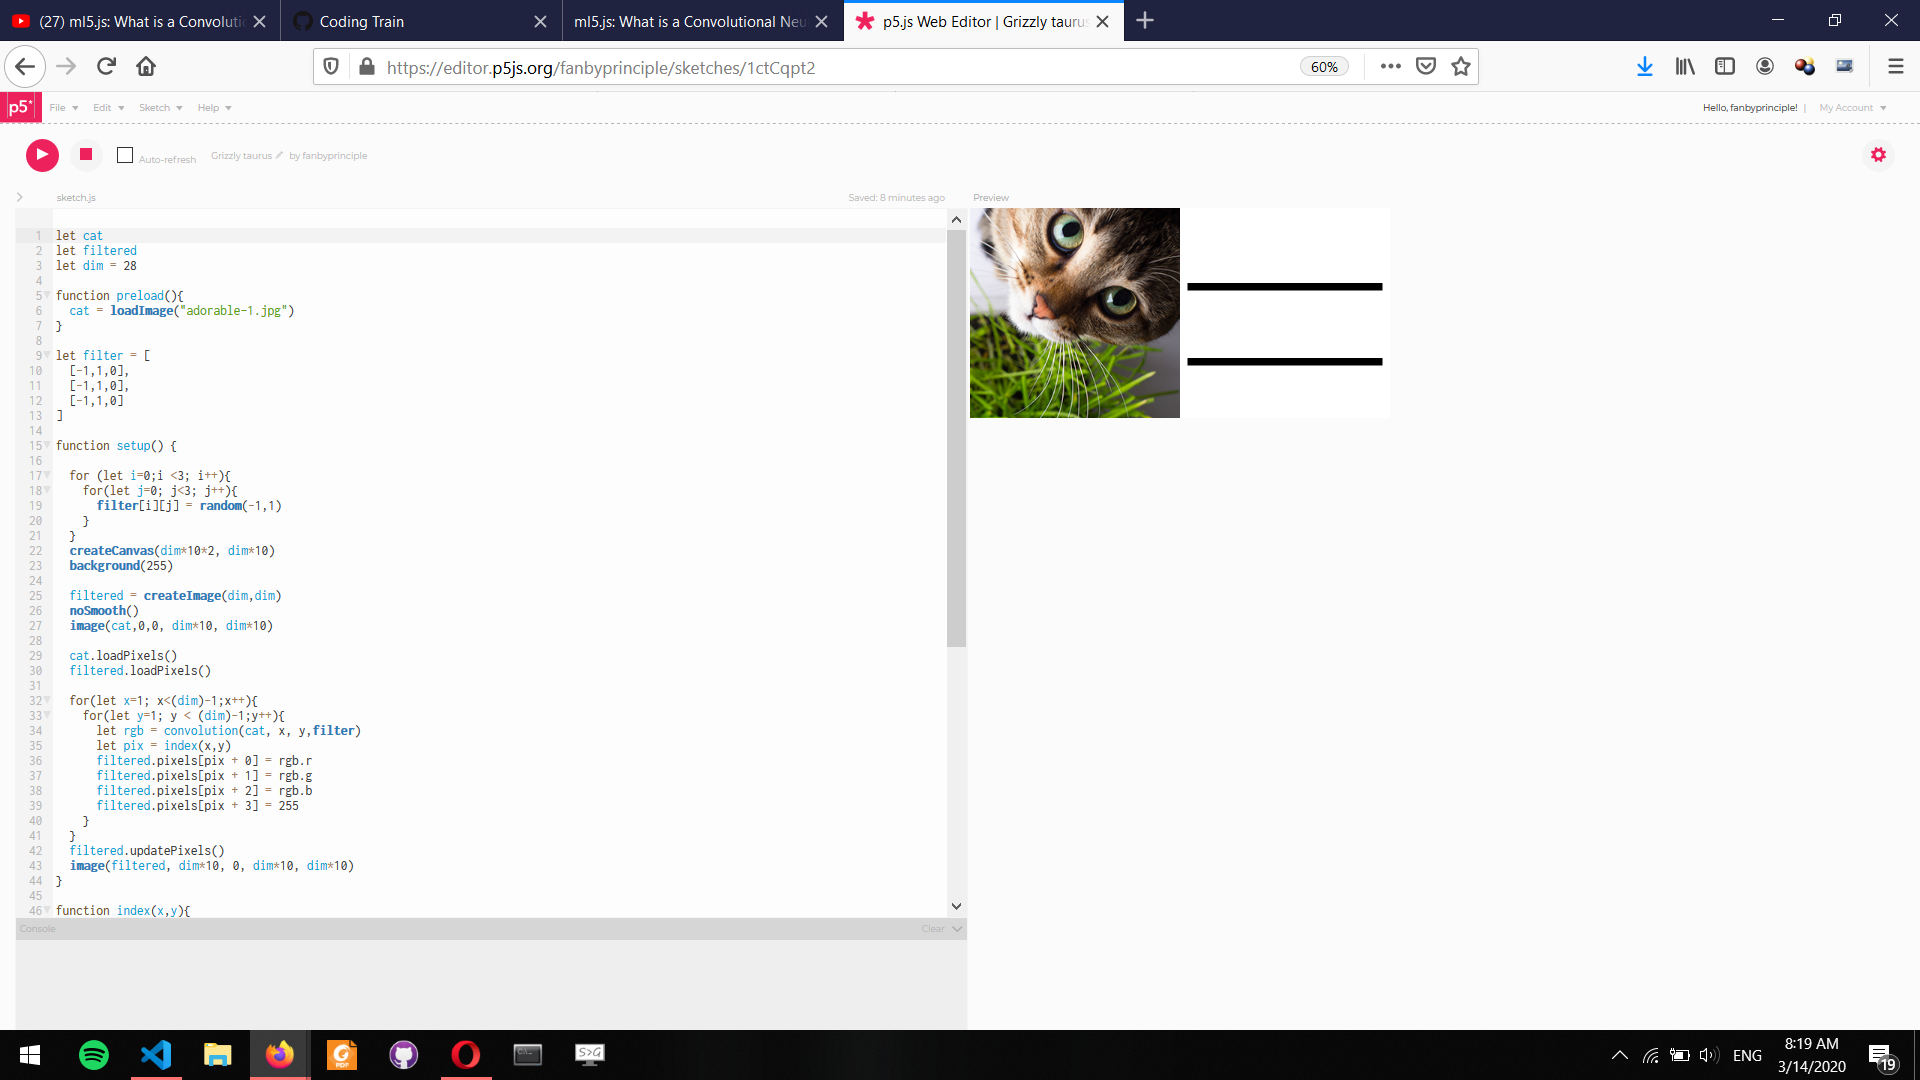 (27) ml5.js: What is a Convolutio
Coding Train
ml5.js: What is a Convolutional Neu
p5.js Web Editor | Grizzly taurus
https://editor.p5js.org/fanbyprinciple/sketches/1ctCqpt2
60%
p5*
File
Edit
Sketch
Help
Hello, fanbyprinciple! |
My Account
Auto-refresh
Grizzly taurus
by fanbyprinciple
sketch.js
Saved: 8 minutes ago
Preview
1 let cat
2 let filtered
3 let dim = 28
4
5 function preload(){
6 cat = loadImage("adorable-1.jpg")
7 }
8
9 let filter = [
10 [-1,1,0],
11 [-1,1,0],
12 [-1,1,0]
13 ]
14
15 function setup() {
16
17 for (let i=0;i <3; i++){
18 for(let j=0; j<3; j++){
19 filter[i][j] = random(-1,1)
20 }
21 }
22 createCanvas(dim*10*2, dim*10)
23 background(255)
24
25 filtered = createImage(dim,dim)
26 noSmooth()
27 image(cat,0,0, dim*10, dim*10)
28
29 cat.loadPixels()
30 filtered.loadPixels()
31
32 for(let x=1; x<(dim)-1;x++){
33 for(let y=1; y < (dim)-1;y++){
34 let rgb = convolution(cat, x, y,filter)
35 let pix = index(x,y)
36 filtered.pixels[pix + 0] = rgb.r
37 filtered.pixels[pix + 1] = rgb.g
38 filtered.pixels[pix + 2] = rgb.b
39 filtered.pixels[pix + 3] = 255
40 }
41 }
42 filtered.updatePixels()
43 image(filtered, dim*10, 0, dim*10, dim*10)
44 }
45
46 function index(x,y){
Console
Clear
PDF
S>G
ENG
8:19 AM
3/14/2020
19